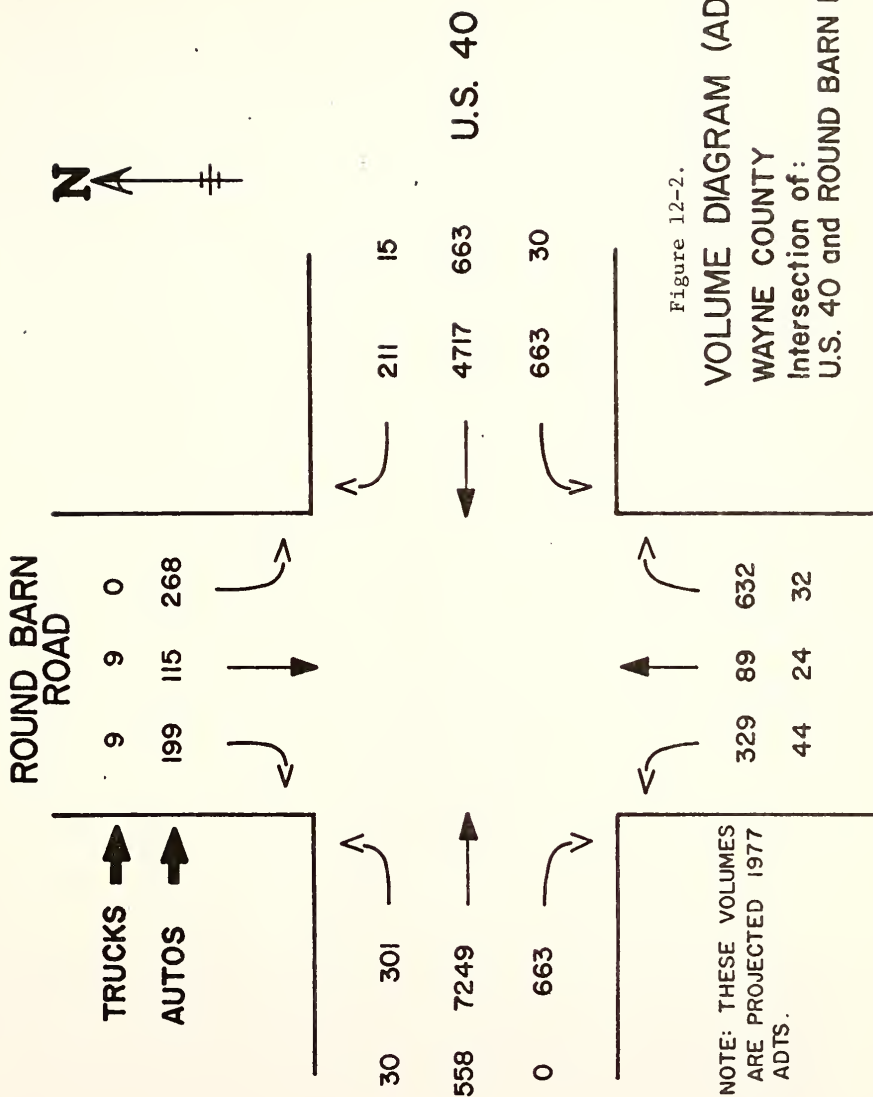 N
ROUND BARN
ROAD
TRUCKS
9 9 0
AUTOS
199 115 268
30 301
558 7249
0 663
211 15
4717 663
663 30
U.S. 40
329 89 632
44 24 32
NOTE: THESE VOLUMES
ARE PROJECTED 1977
ADTS.
Figure 12-2.
VOLUME DIAGRAM (AD
WAYNE COUNTY
Intersection of:
U.S. 40 and ROUND BARN